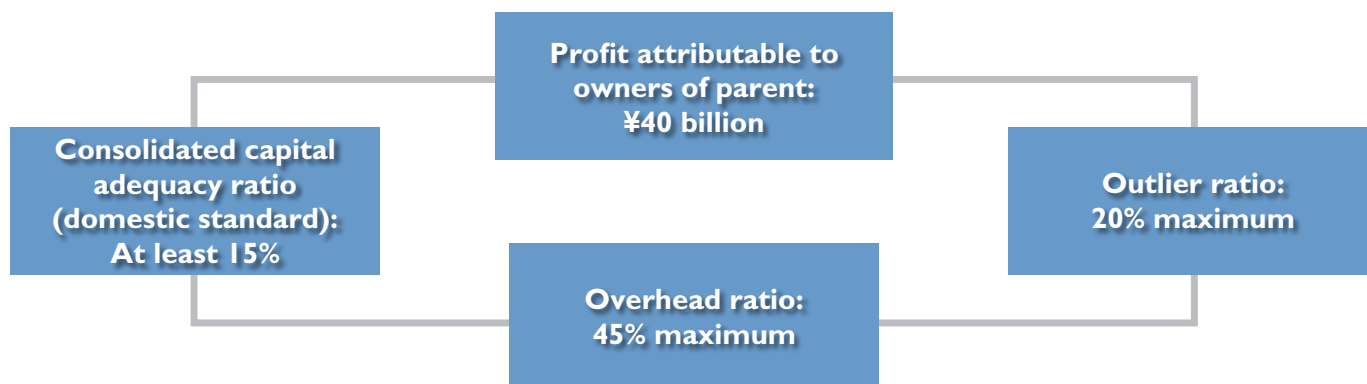 Profit attributable to
owners of parent:
¥40 billion
Consolidated capital
adequacy ratio
(domestic standard):
At least 15%
Outlier ratio:
20% maximum
Overhead ratio:
45% maximum